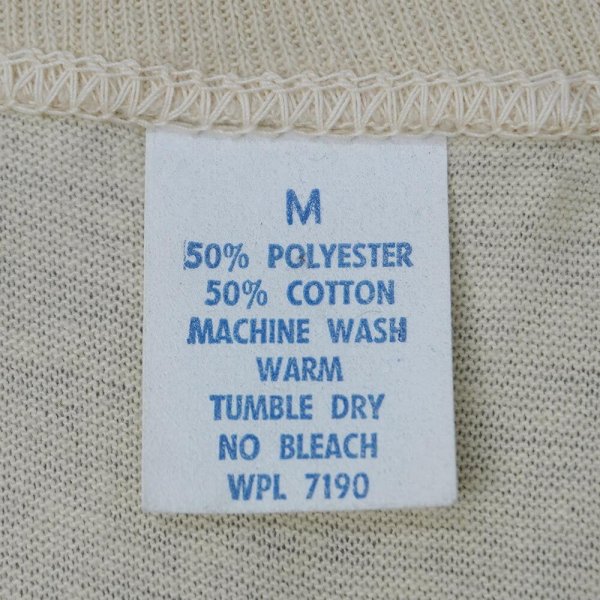 M
50% POLYESTER
50% COTTON
MACHINE WASH
WARM
TUMBLE DRY
NO BLEACH
WPL 7190